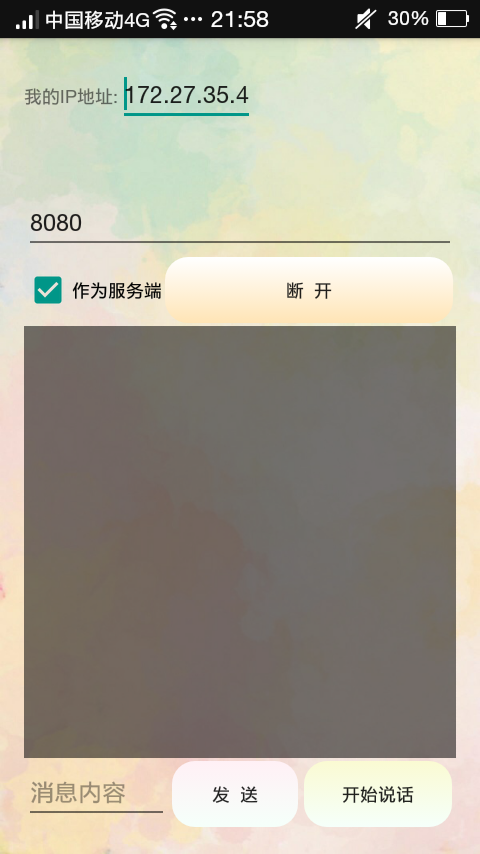 中国移动4G ··· 21:58 30%
我的IP地址: 172.27.35.4
8080
作为服务端 断 开
消息内容 发 送 开始说话